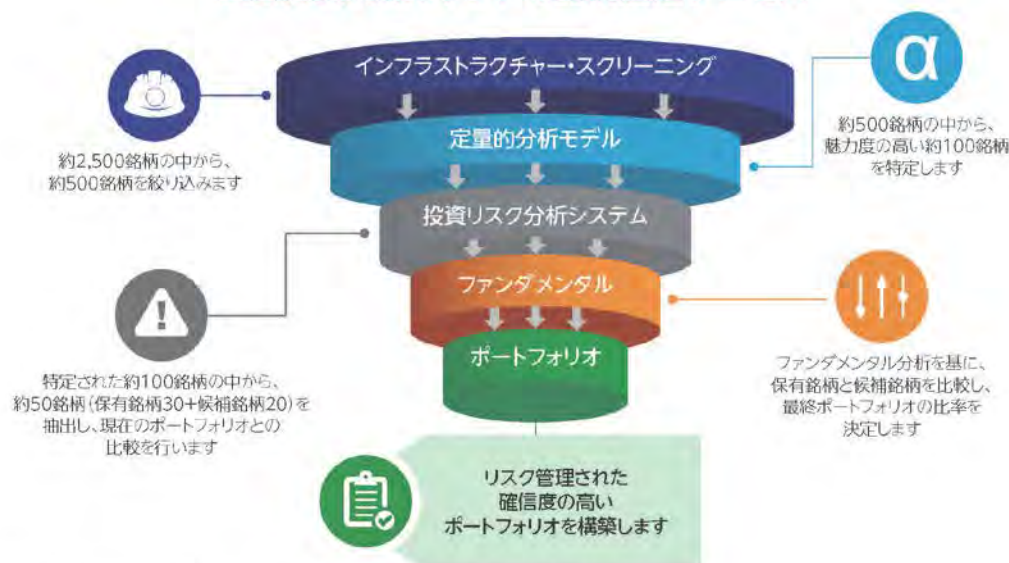 インフラストラクチャー・スクリーニング
定量的分析モデル
投資リスク分析システム
ファンダメンタル
ポートフォリオ
約2,500銘柄の中から、
約500銘柄を絞り込みます
α
約500銘柄の中から、
魅力度の高い約100銘柄
を特定します
特定された約100銘柄の中から、
約50銘柄(保有銘柄30+候補銘柄20)を
抽出し、現在のポートフォリオとの
比較を行います
ファンダメンタル分析を基に、
保有銘柄と候補銘柄を比較し、
最終ポートフォリオの比率を
決定します
リスク管理された
確信度の高い
ポートフォリオを構築します